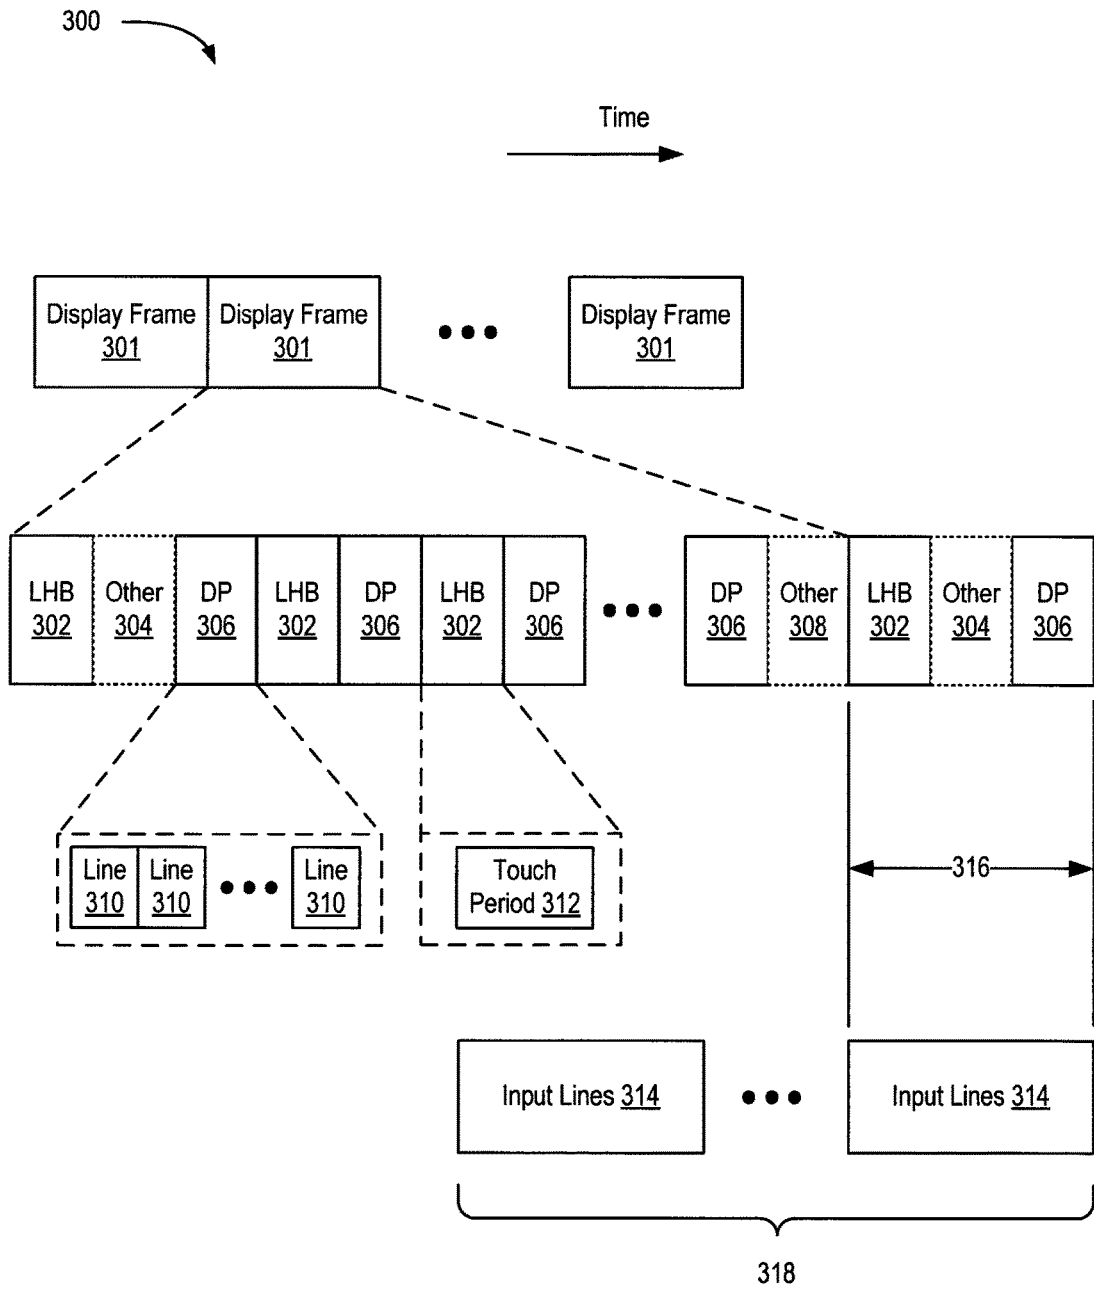 300
Time
Display Frame
301
Display Frame
301
Display Frame
301
LHB
302
Other
304
DP
306
LHB
302
DP
306
LHB
302
DP
306
DP
306
Other
308
LHB
302
Other
304
DP
306
Line
310
Line
310
Line
310
Touch
Period 312
316
Input Lines 314
Input Lines 314
318